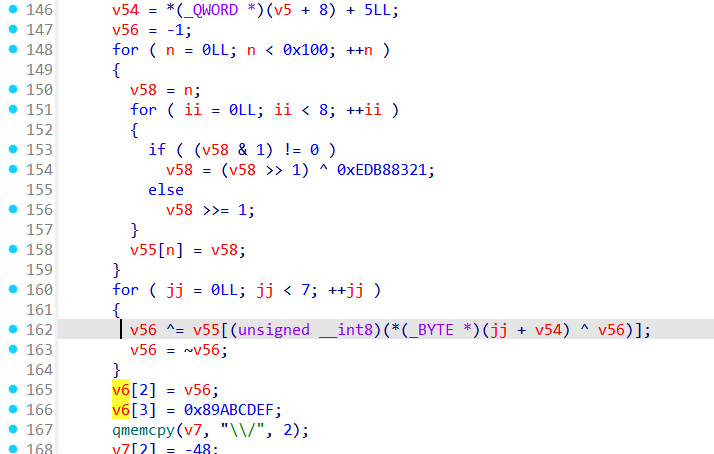 146 v54 = *(_QWORD *)(v5 + 8) + 5LL;
147 v56 = -1;
148 for ( n = 0LL; n < 0x100; ++n )
149 {
150 v58 = n;
151 for ( ii = 0LL; ii < 8; ++ii )
152 {
153 if ( (v58 & 1) != 0 )
154 v58 = (v58 >> 1) ^ 0xEDB88321;
155 else
156 v58 >>= 1;
157 }
158 v55[n] = v58;
159 }
160 for ( jj = 0LL; jj < 7; ++jj )
161 {
162 v56 ^= v55[(unsigned __int8)(*(_BYTE *)(jj + v54) ^ v56)];
163 v56 = ~v56;
164 }
165 v6[2] = v56;
166 v6[3] = 0x89ABCDEF;
167 qmemcpy(v7, "\\/", 2);
168 v7[2] = -48;